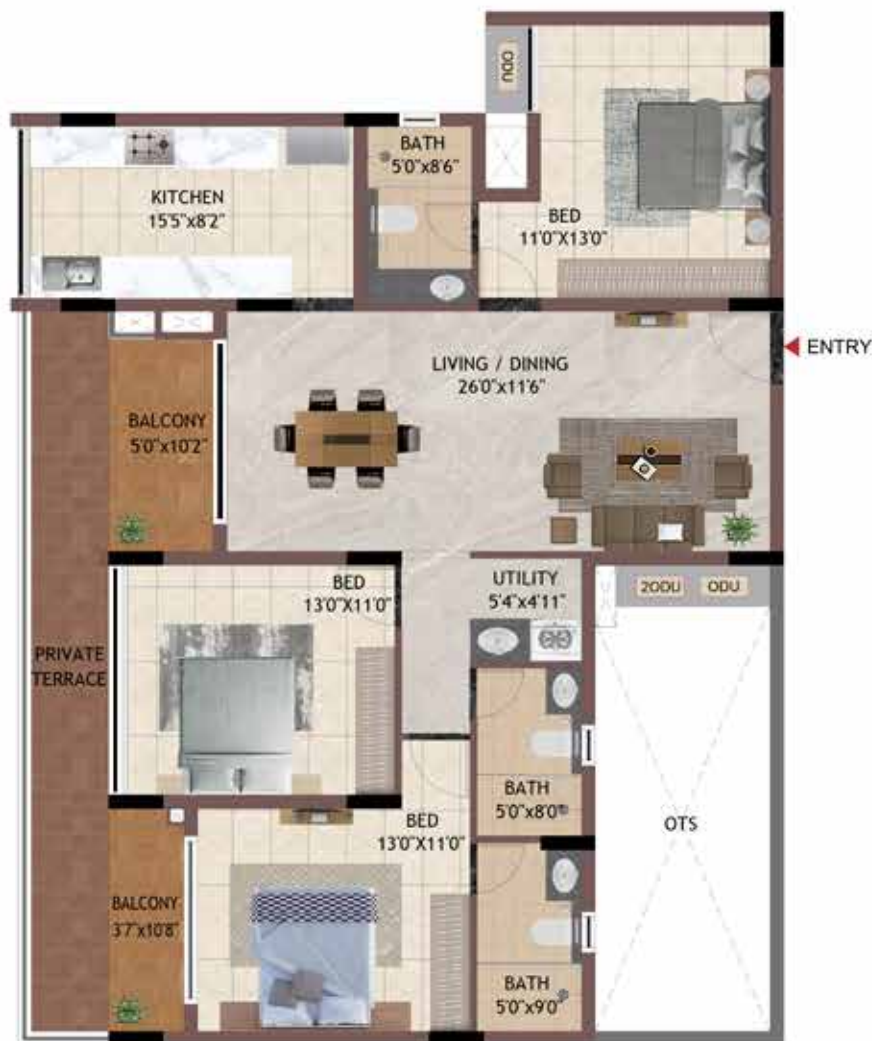 ODU
BATH
5'0"x8'6"
KITCHEN
15'5"x8'2"
BED
11'0"X13'0"
LIVING / DINING
26'0"x11'6"
ENTRY
BALCONY
5'0"x10'2"
BED
13'0"X11'0"
UTILITY
5'4"x4'11"
2ODU
ODU
PRIVATE
TERRACE
BATH
5'0"x8'0"
OTS
BED
13'0"X11'0"
BALCONY
3'7"x10'8"
BATH
5'0"x9'0"